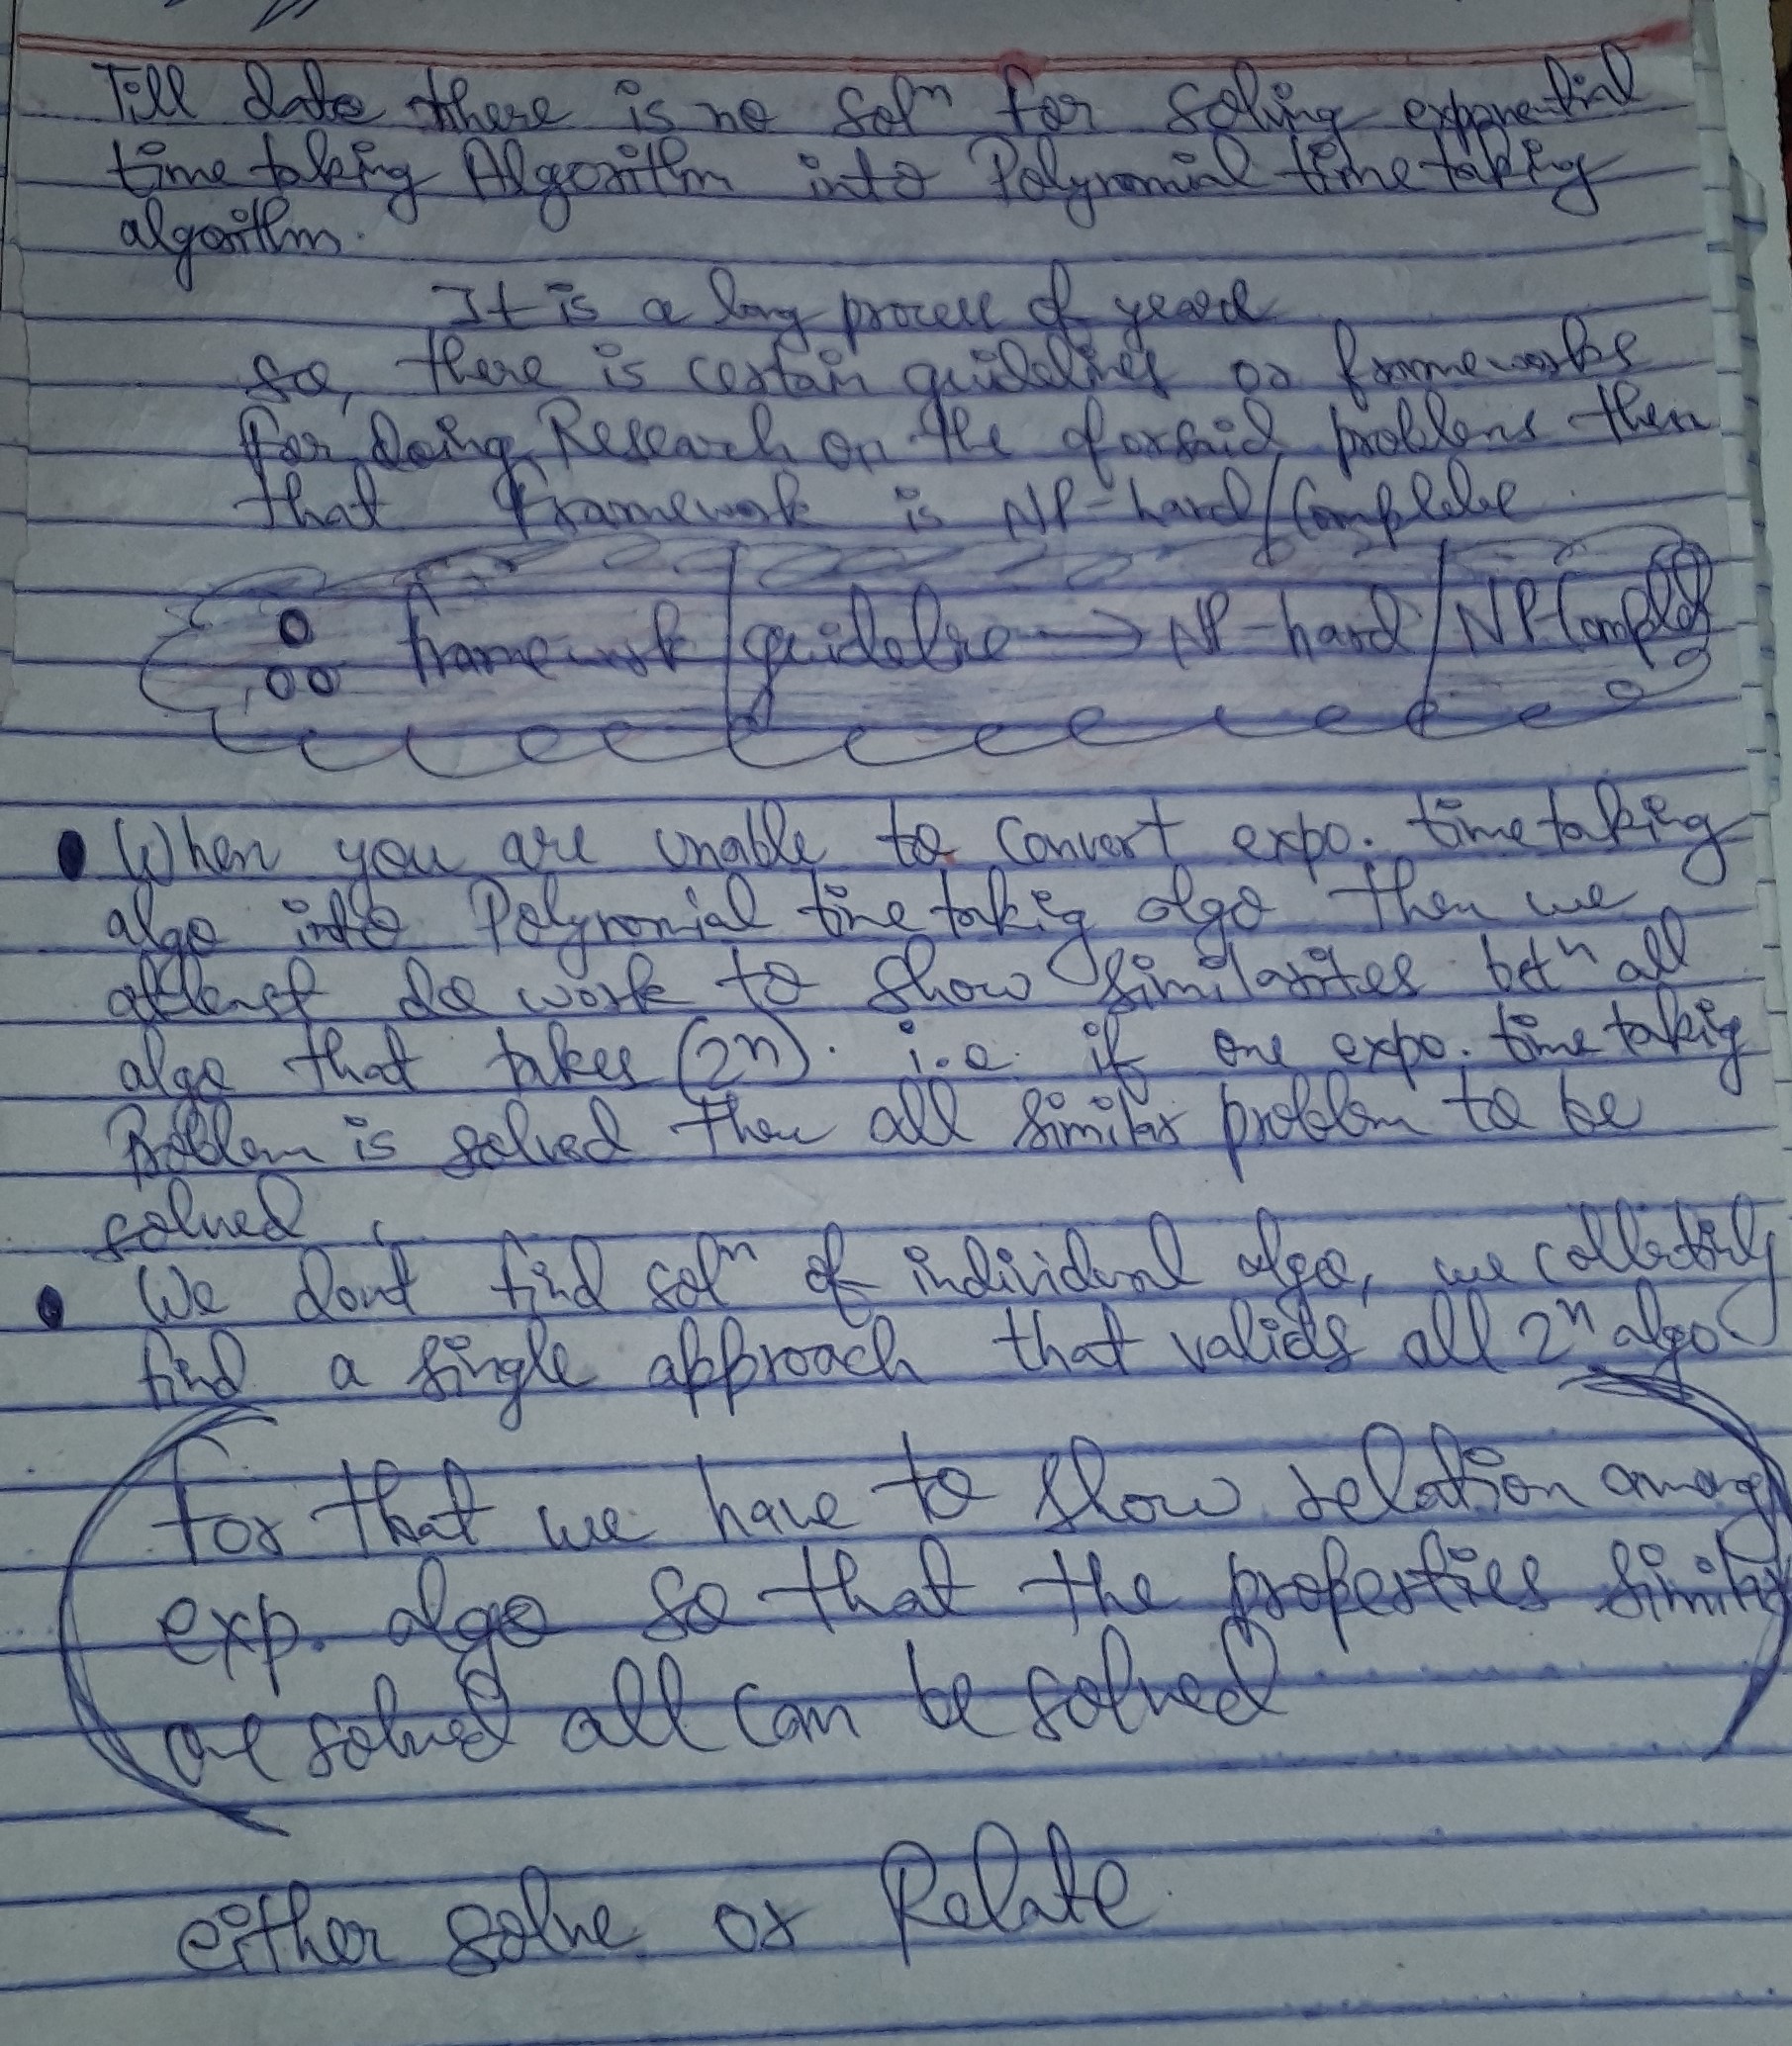 Till date there is no solⁿ for solving exponential
time taking Algorithm into Polynomial time taking
algorithm.
It is a long process of years
so, there is certain guidelines or frameworks
for doing Research on the aforsaid problems then
that framework is NP-hard/Complete
framework/guideline → NP-hard/NP-Complete
When you are unable to convert expo. time taking
algo into Polynomial time taking algo then we
atleast do work to show similarites betⁿ all
algo that takes (2ⁿ). i.e. if one expo. time taking
Problem is solved then all similar problem to be
solved.
We dont find solⁿ of individual algo, we collectively
find a single approach that valids all 2ⁿ algo
For that we have to show relation among
exp. algo so that the properties similar
one solved all can be solved
either solve or Relate